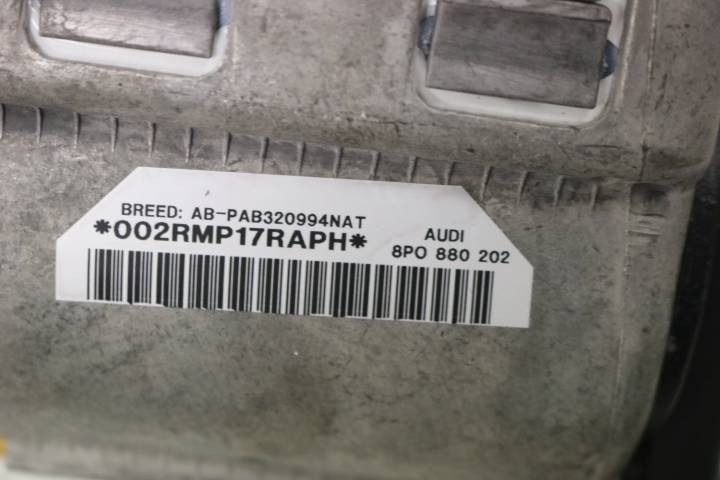 BREED: AB-PAB320994NAT
*002RMP17RAPH*
AUDI
8P0 880 202